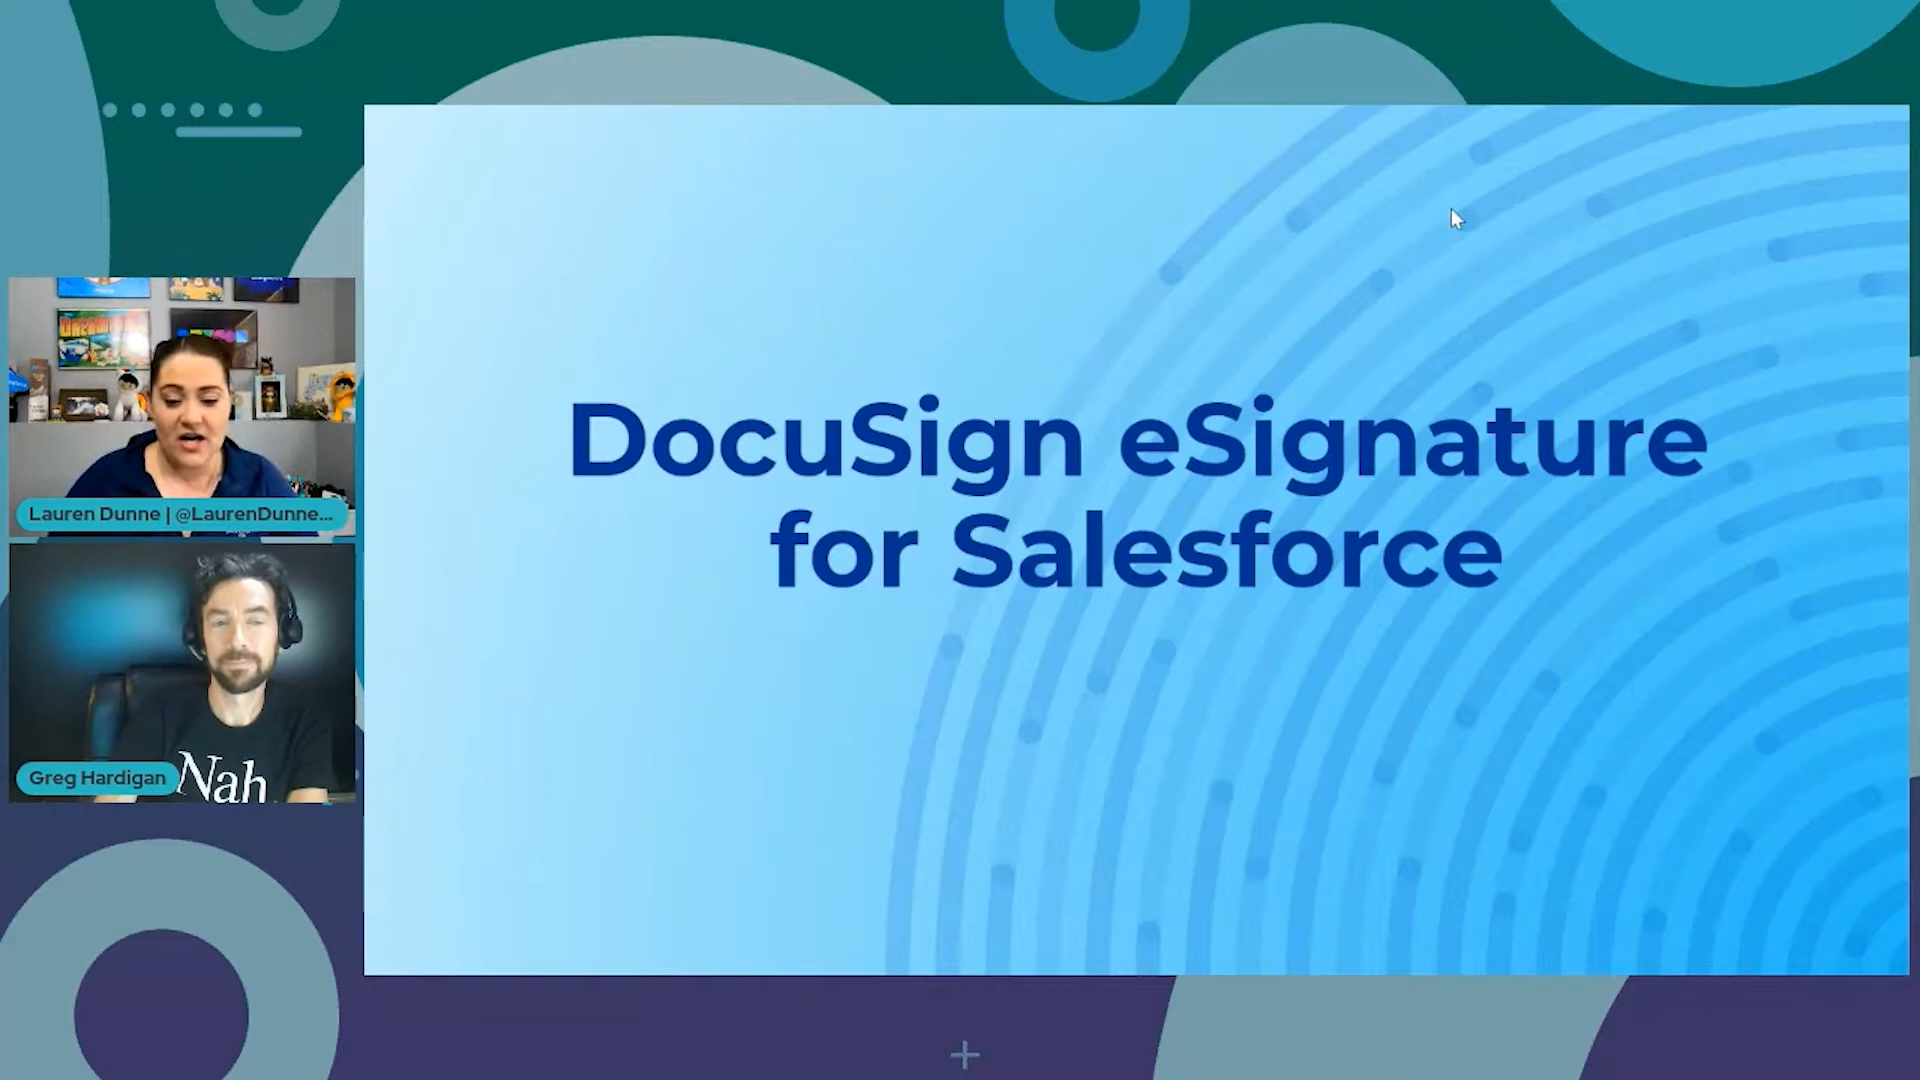 DocuSign eSignature
for Salesforce
Lauren Dunne | @LaurenDunne...
Greg Hardigan
Nah